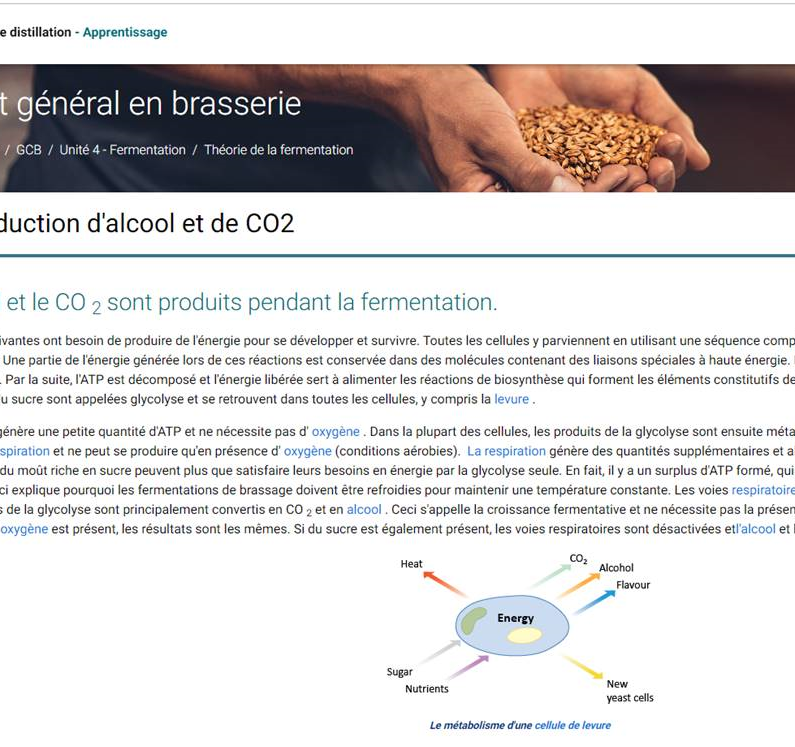 e distillation - Apprentissage
t général en brasserie
/ GCB / Unité 4 - Fermentation / Théorie de la fermentation
duction d'alcool et de CO2
et le CO 2 sont produits pendant la fermentation.
ivantes ont besoin de produire de l'énergie pour se développer et survivre. Toutes les cellules y parviennent en utilisant une séquence comp
Une partie de l'énergie générée lors de ces réactions est conservée dans des molécules contenant des liaisons spéciales à haute énergie.
. Par la suite, l'ATP est décomposé et l'énergie libérée sert à alimenter les réactions de biosynthèse qui forment les éléments constitutifs de
u sucre sont appelées glycolyse et se retrouvent dans toutes les cellules, y compris la levure .
génère une petite quantité d'ATP et ne nécessite pas d' oxygène . Dans la plupart des cellules, les produits de la glycolyse sont ensuite méta
spiration et ne peut se produire qu'en présence d' oxygène (conditions aérobies). La respiration génère des quantités supplémentaires et a
du moût riche en sucre peuvent plus que satisfaire leurs besoins en énergie par la glycolyse seule. En fait, il y a un surplus d'ATP formé, qui
ci explique pourquoi les fermentations de brassage doivent être refroidies pour maintenir une température constante. Les voies respiratoire
s de la glycolyse sont principalement convertis en CO 2 et en alcool . Ceci s'appelle la croissance fermentative et ne nécessite pas la présen
oxygène est présent, les résultats sont les mêmes. Si du sucre est également présent, les voies respiratoires sont désactivées etl'alcool et l
Heat
CO2
Alcohol
Flavour
Energy
Sugar
Nutrients
New
yeast cells
Le métabolisme d'une cellule de levure